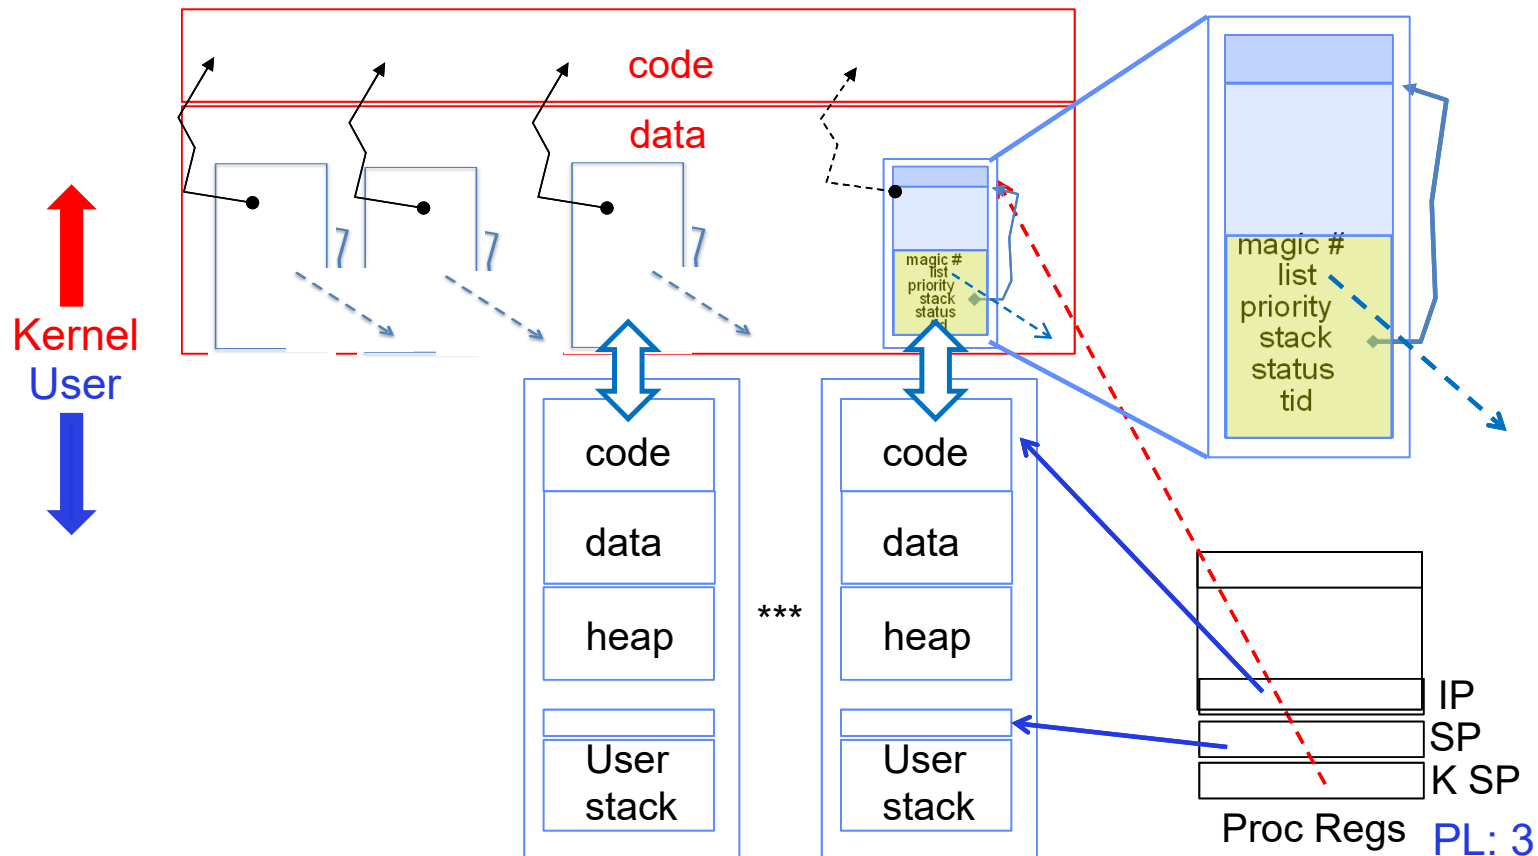 code
data
magic #
list
priority
stack
status
magic #
list
priority
stack
status
tid
Kernel
User
code
data
heap
User
stack
***
code
data
heap
User
stack
IP
SP
K SP
Proc Regs
PL: 3